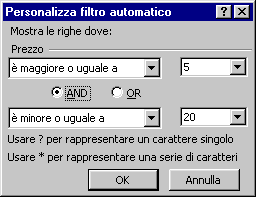 Personalizza filtro automatico
Mostra le righe dove:
Prezzo
è maggiore o uguale a 5
AND OR
è minore o uguale a 20
Usare ? per rappresentare un carattere singolo
Usare * per rappresentare una serie di caratteri
OK Annulla